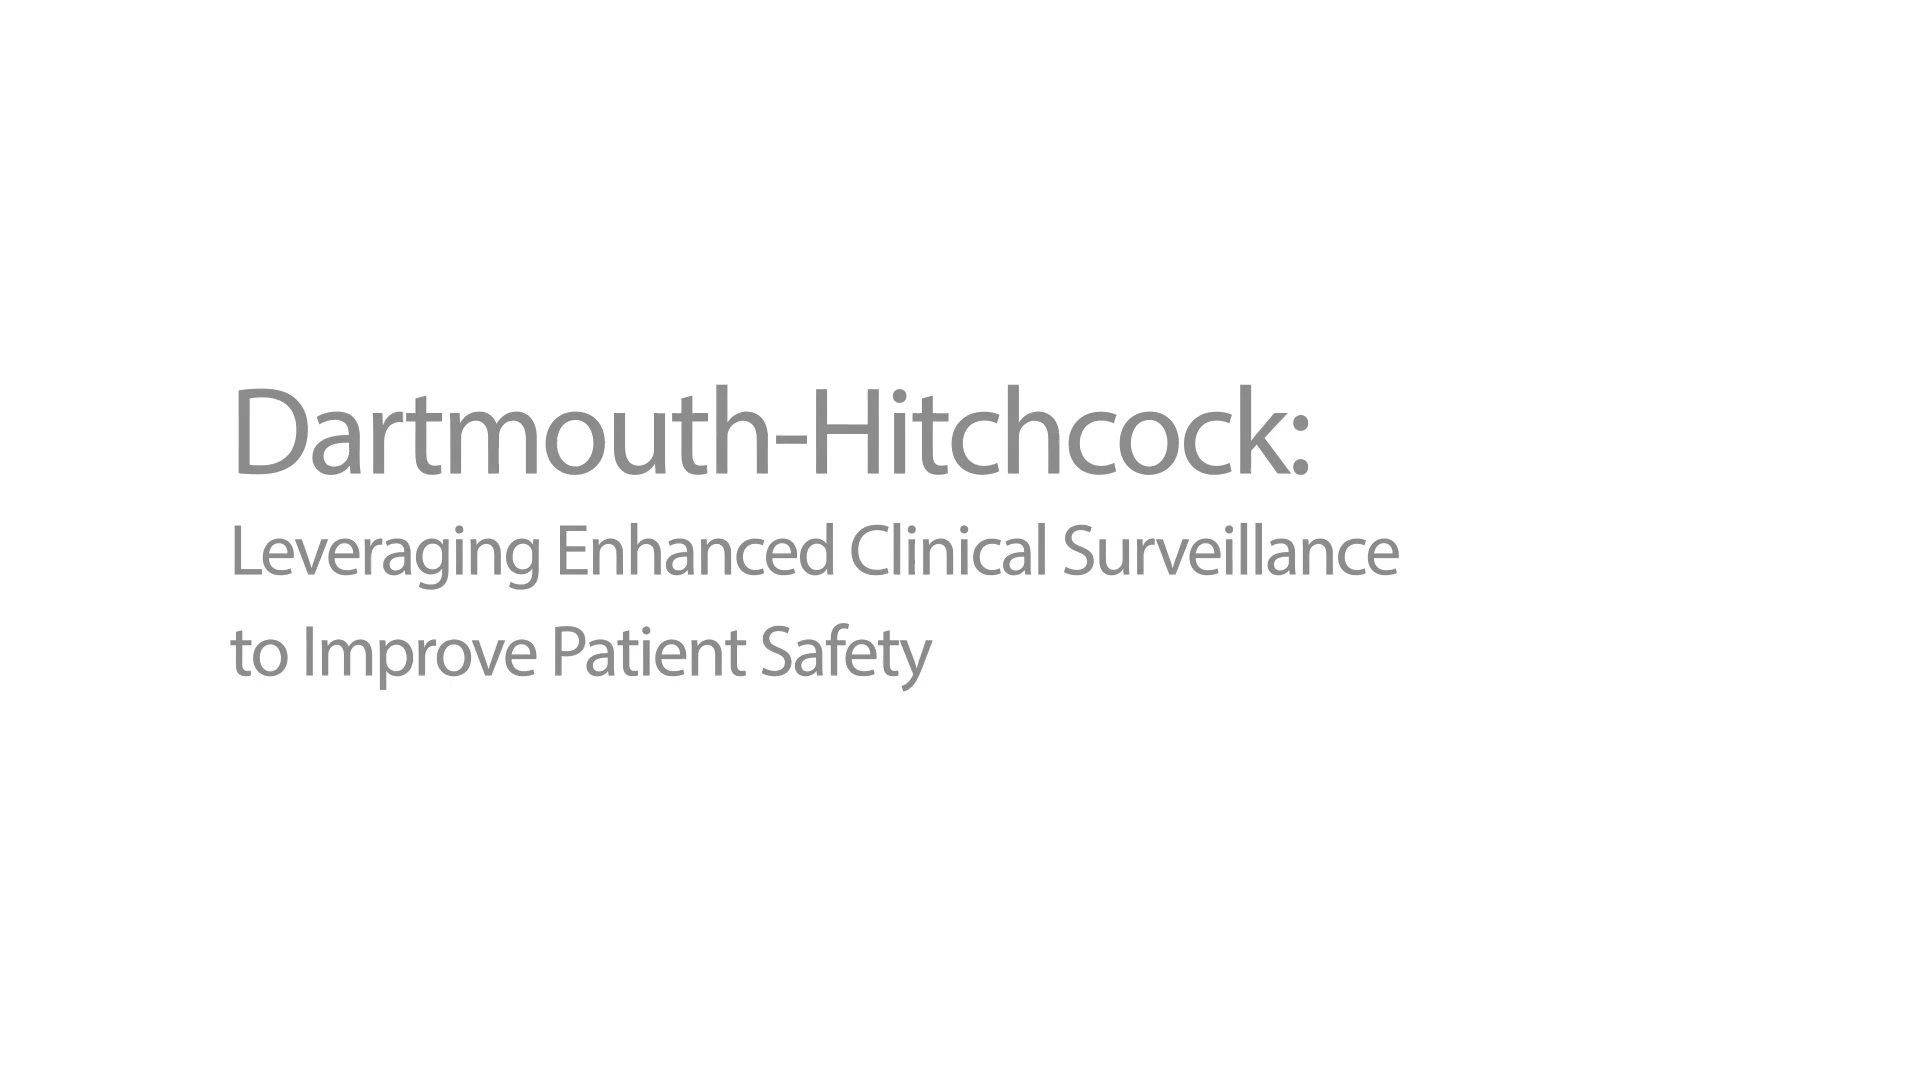 Dartmouth-Hitchcock:
Leveraging Enhanced Clinical Surveillance
to Improve Patient Safety